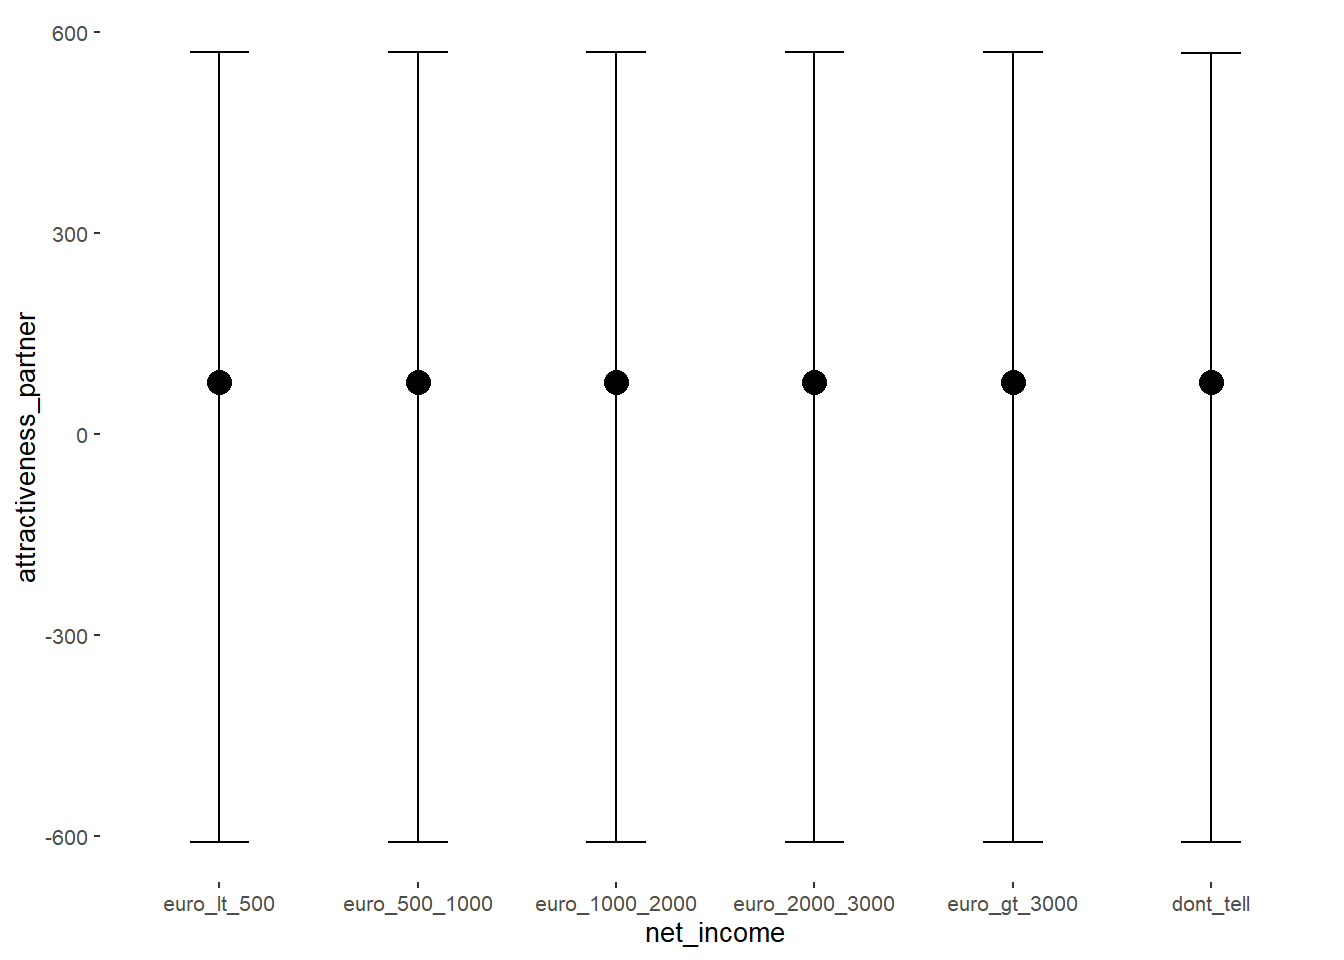 600
300
0
-300
-600
attractiveness_partner
euro_lt_500 euro_500_1000 euro_1000_2000 euro_2000_3000 euro_gt_3000 dont_tell
net_income